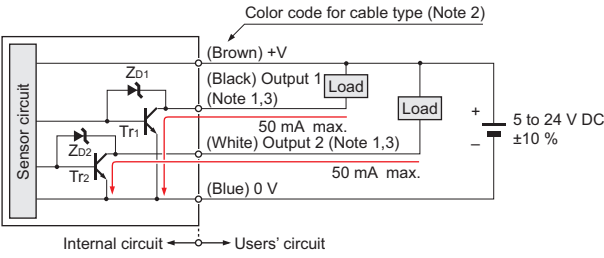 Color code for cable type (Note 2)
(Brown) +V
ZD1
(Black) Output 1
Load
(Note 1,3)
Load
Sensor circuit
Tr1
50 mA max.
+
5 to 24 V DC
±10 %
–
(White) Output 2 (Note 1,3)
ZD2
Tr2
50 mA max.
(Blue) 0 V
Internal circuit
Users' circuit